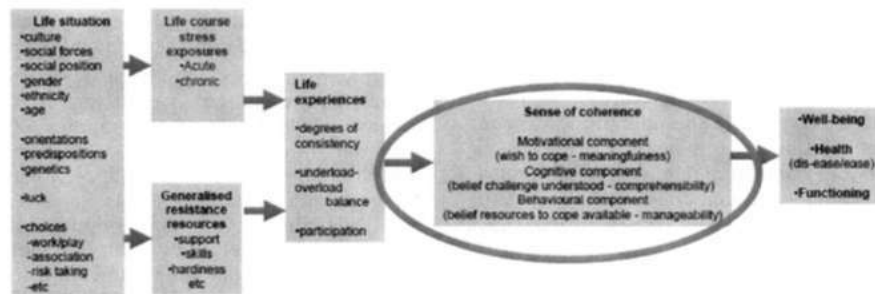 Life situation
•culture
•social forces
•social position
•gender
•ethnicity
•age
•orientations
•predispositions
•genetics
•luck
•choices
-work/play
-association
-risk taking
-etc
Life course
stress
exposures
•Acute
•chronic
Generalised
resistance
resources
•support
•skills
•hardiness
etc
Life
experiences
•degrees of
consistency
•underload-
overload
balance
•participation
Sense of coherence
Motivational component
(wish to cope - meaningfulness)
Cognitive component
(belief challenge understood - comprehensibility)
Behavioural component
(belief resources to cope available - manageability)
•Well-being
•Health
(dis-ease/ease)
•Functioning